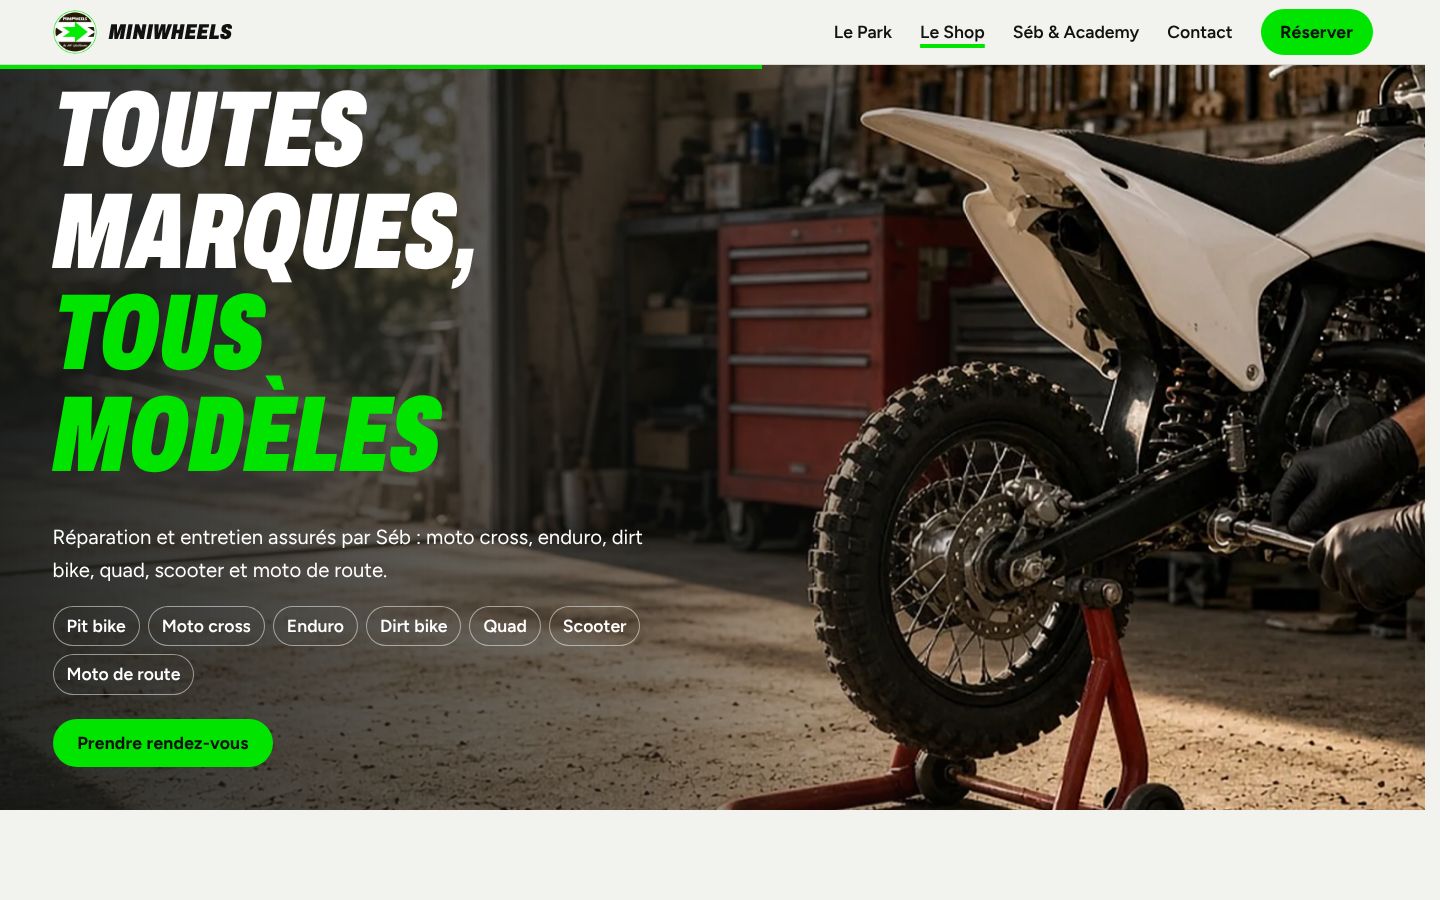 MINIWHEELS
Le Park
Le Shop
Séb & Academy
Contact
Réserver
TOUTES
MARQUES,
TOUS
MODÈLES
Réparation et entretien assurés par Séb : moto cross, enduro, dirt
bike, quad, scooter et moto de route.
Pit bike
Moto cross
Enduro
Dirt bike
Quad
Scooter
Moto de route
Prendre rendez-vous